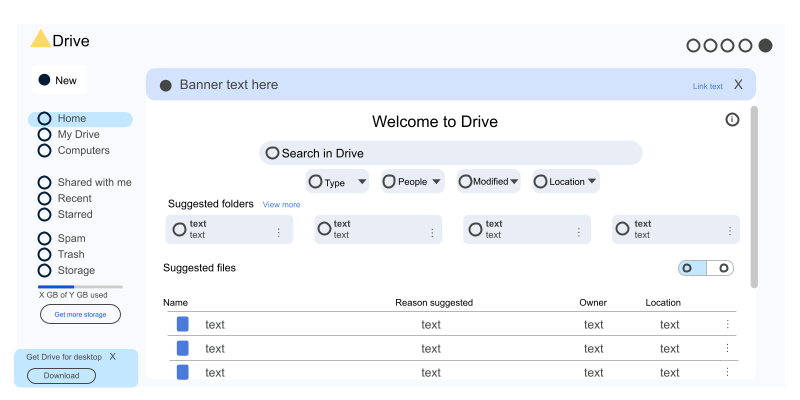 Drive
New
Banner text here
Link text
X
Home
My Drive
Computers
Shared with me
Recent
Starred
Spam
Trash
Storage
X GB of Y GB used
Get more storage
Get Drive for desktop X
Download
Welcome to Drive
i
Search in Drive
Type People Modified Location
Suggested folders View more
text text text text
text text text text
Suggested files
Name Reason suggested Owner Location
text text text text
text text text text
text text text text